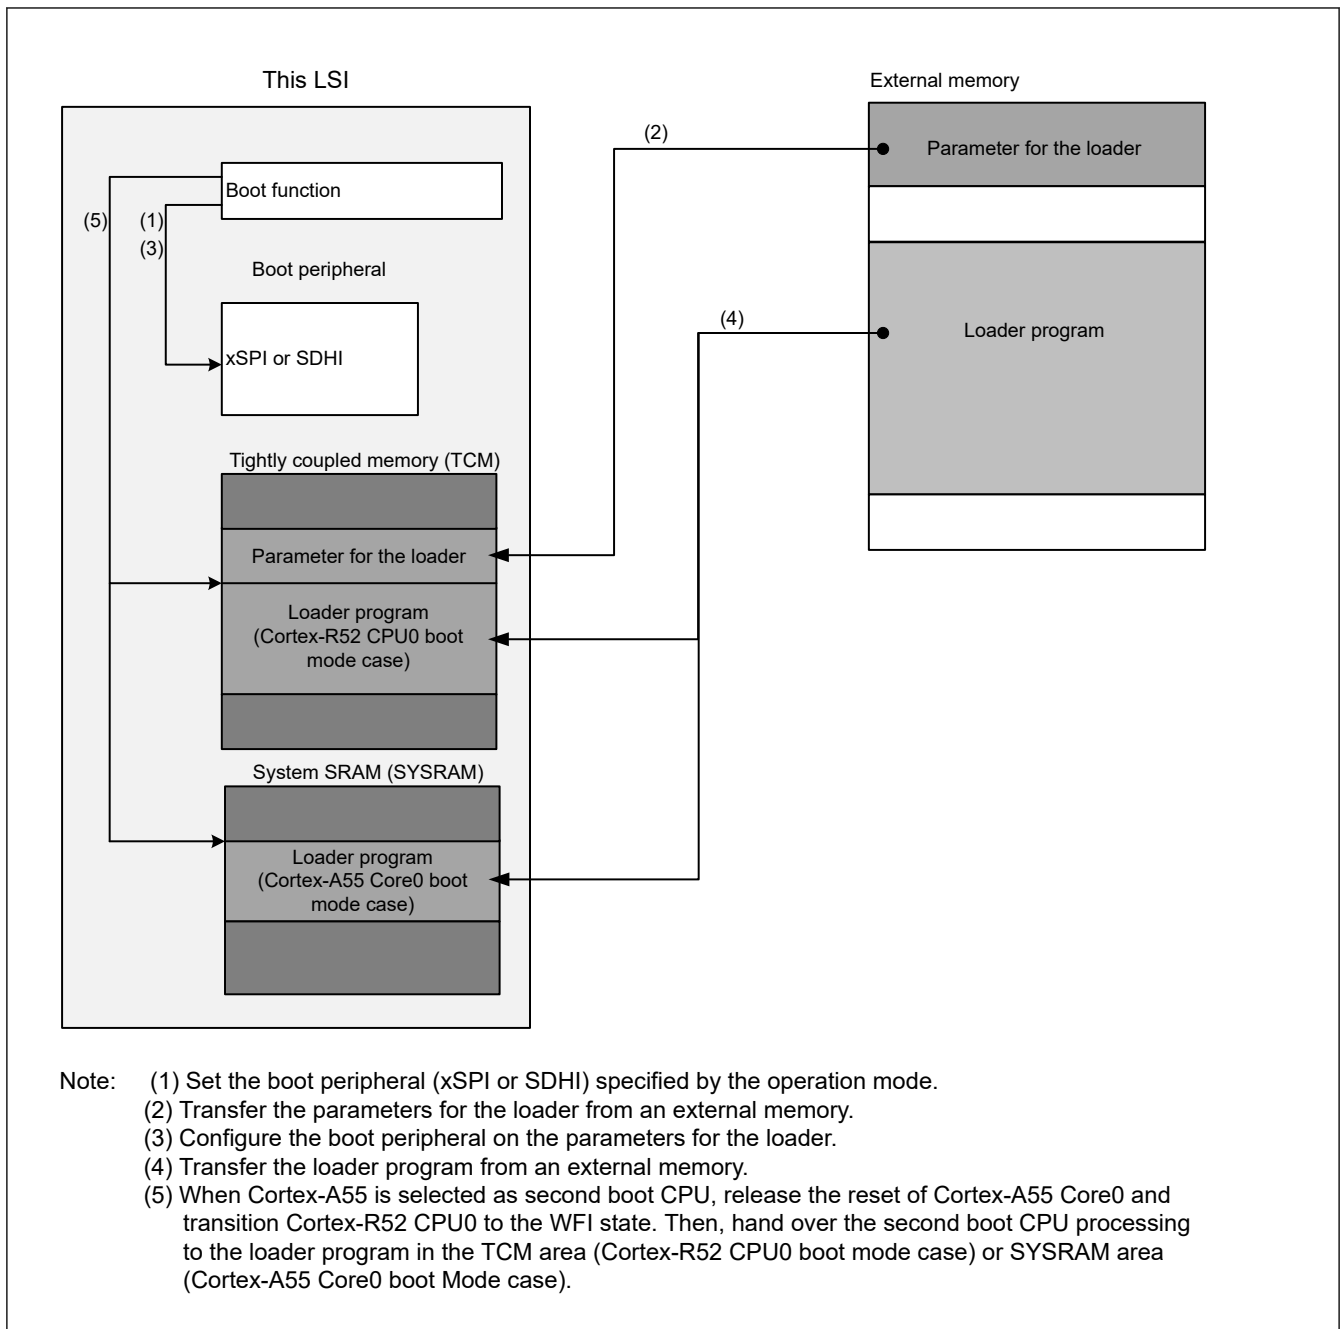 This LSI
External memory
(2)
Parameter for the loader
Boot function
(5)
(1)
(3)
Boot peripheral
(4)
Loader program
xSPI or SDHI
Tightly coupled memory (TCM)
Parameter for the loader
Loader program
(Cortex-R52 CPU0 boot
mode case)
System SRAM (SYSRAM)
Loader program
(Cortex-A55 Core0 boot
mode case)
Note: (1) Set the boot peripheral (xSPI or SDHI) specified by the operation mode.
(2) Transfer the parameters for the loader from an external memory.
(3) Configure the boot peripheral on the parameters for the loader.
(4) Transfer the loader program from an external memory.
(5) When Cortex-A55 is selected as second boot CPU, release the reset of Cortex-A55 Core0 and
transition Cortex-R52 CPU0 to the WFI state. Then, hand over the second boot CPU processing
to the loader program in the TCM area (Cortex-R52 CPU0 boot mode case) or SYSRAM area
(Cortex-A55 Core0 boot Mode case).